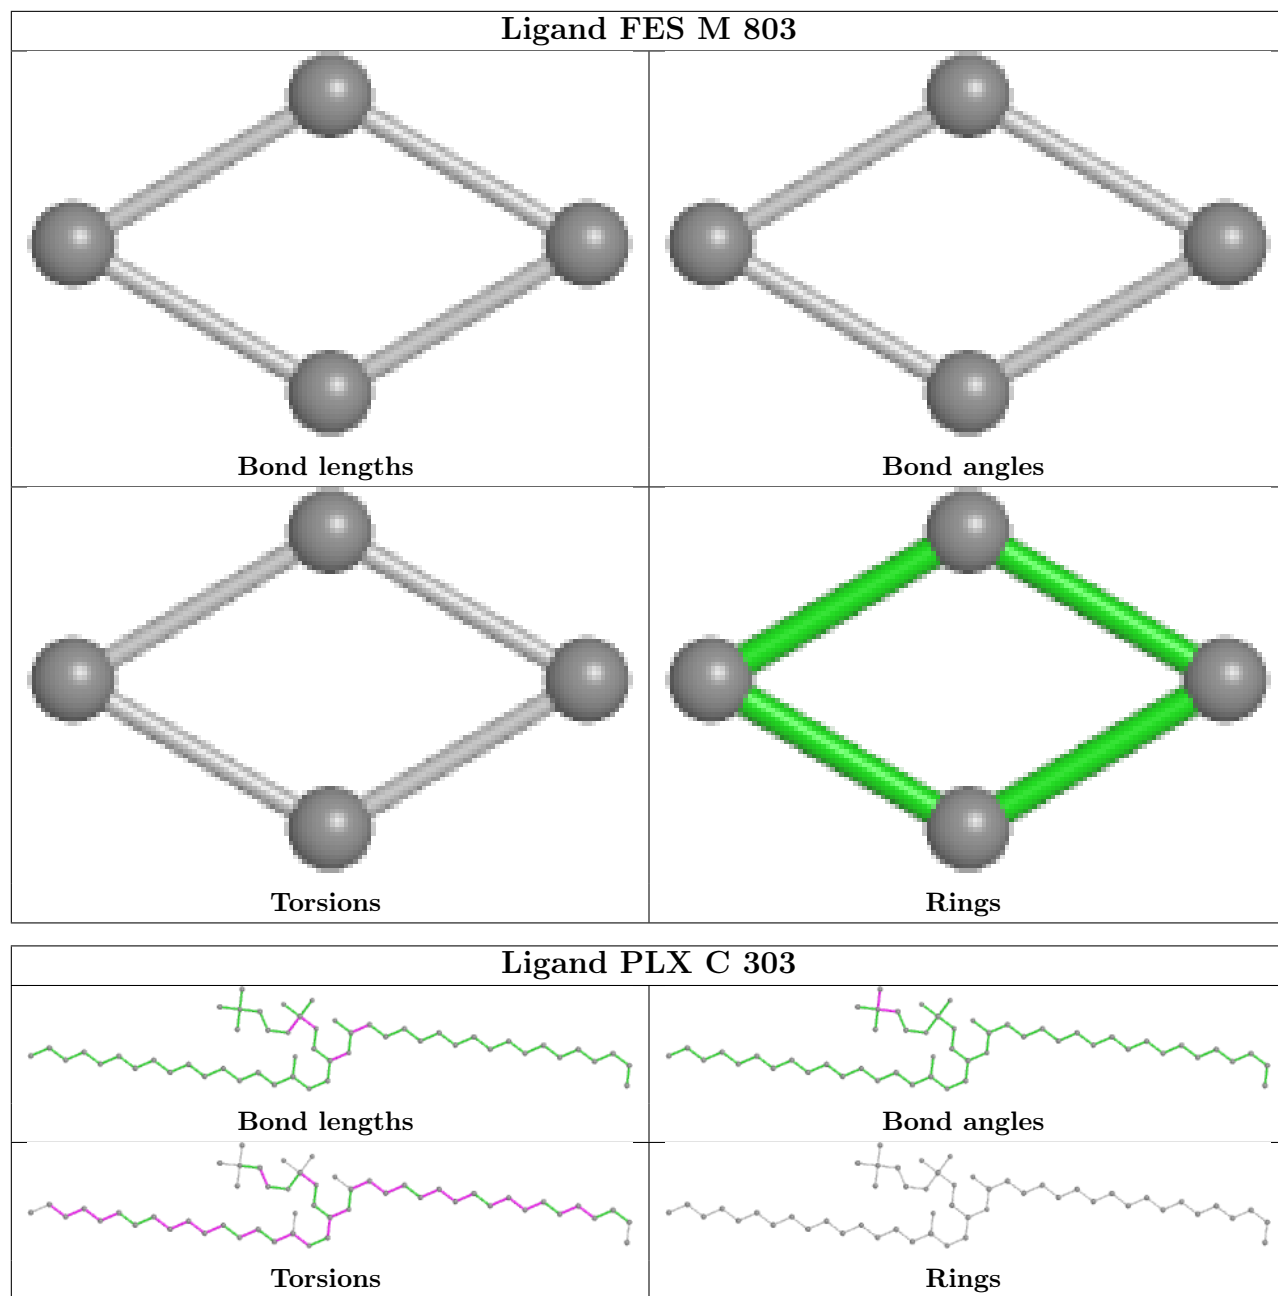 Ligand FES M 803
Bond lengths
Bond angles
Torsions
Rings
Ligand PLX C 303
Bond lengths
Bond angles
Torsions
Rings